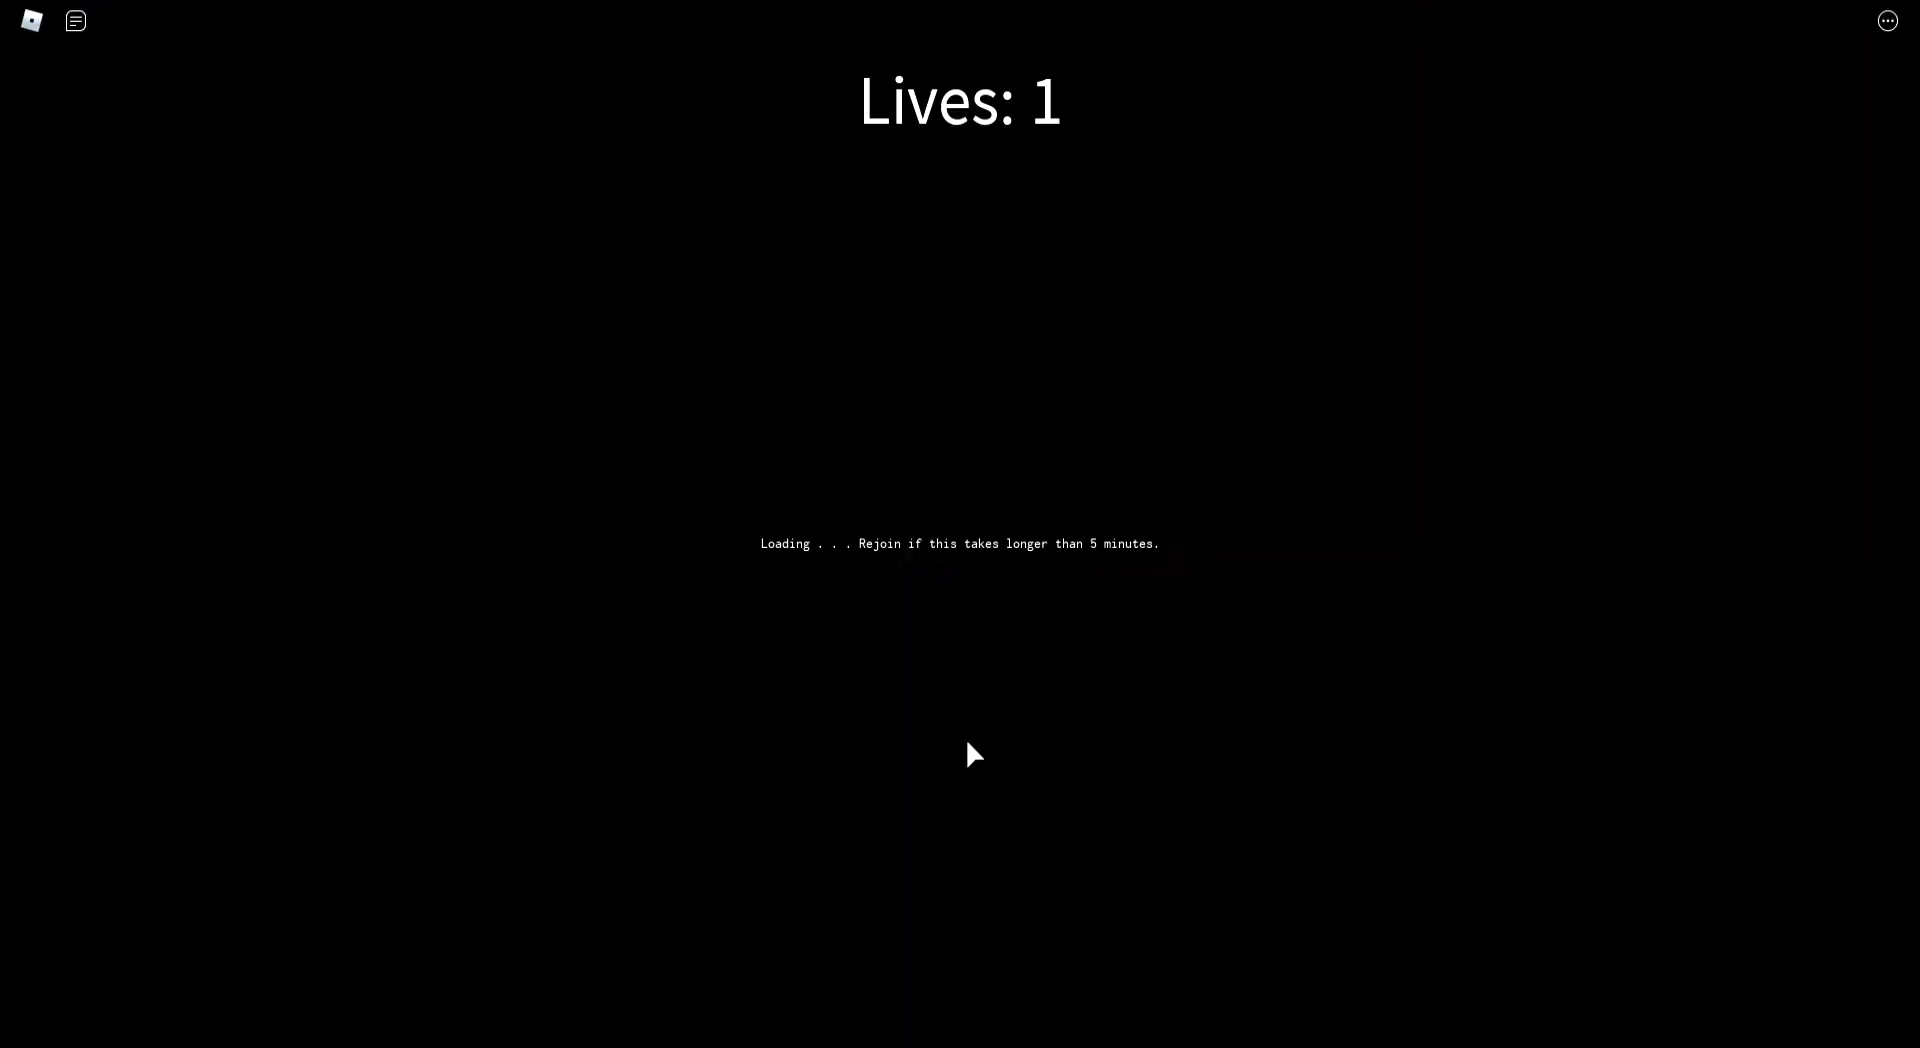 Lives: 1
Loading . . . Rejoin if this takes longer than 5 minutes.